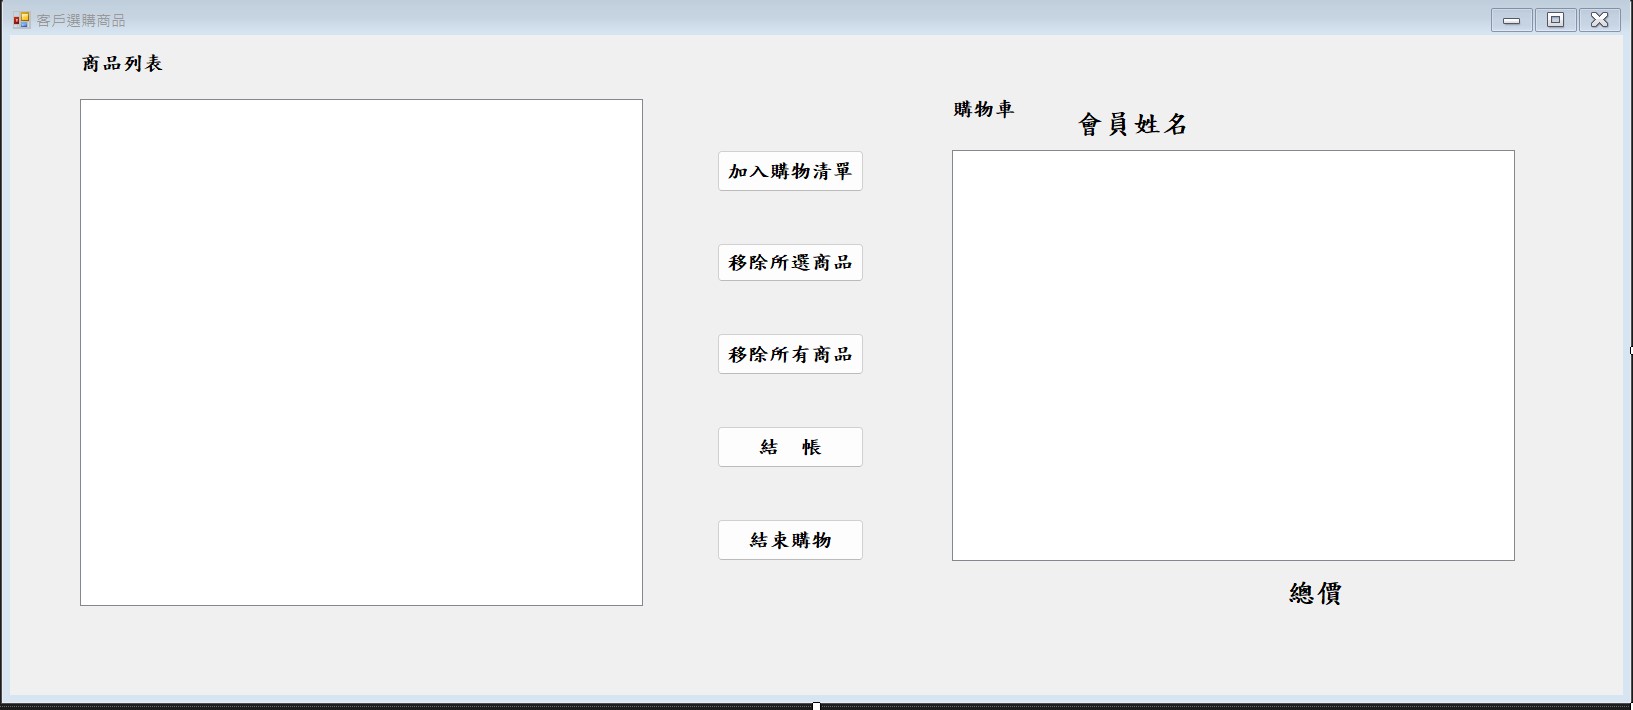 客戶選購商品
商品列表
購物車
會員姓名
加入購物清單
移除所選商品
移除所有商品
結 帳
結束購物
總價